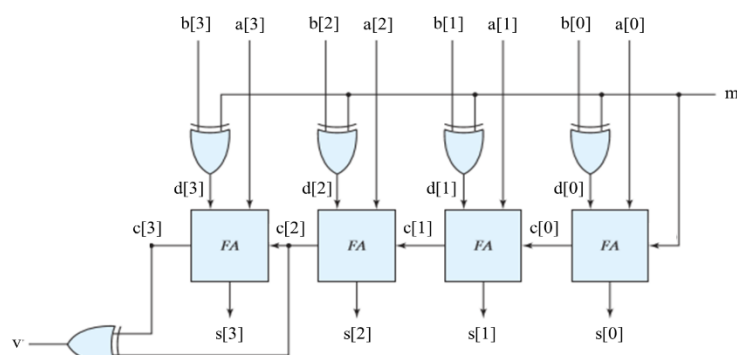 b[3] a[3] b[2] a[2] b[1] a[1] b[0] a[0]
m
d[3] d[2] d[1] d[0]
c[3] c[2] c[1] c[0]
FA FA FA FA
s[3] s[2] s[1] s[0]
v